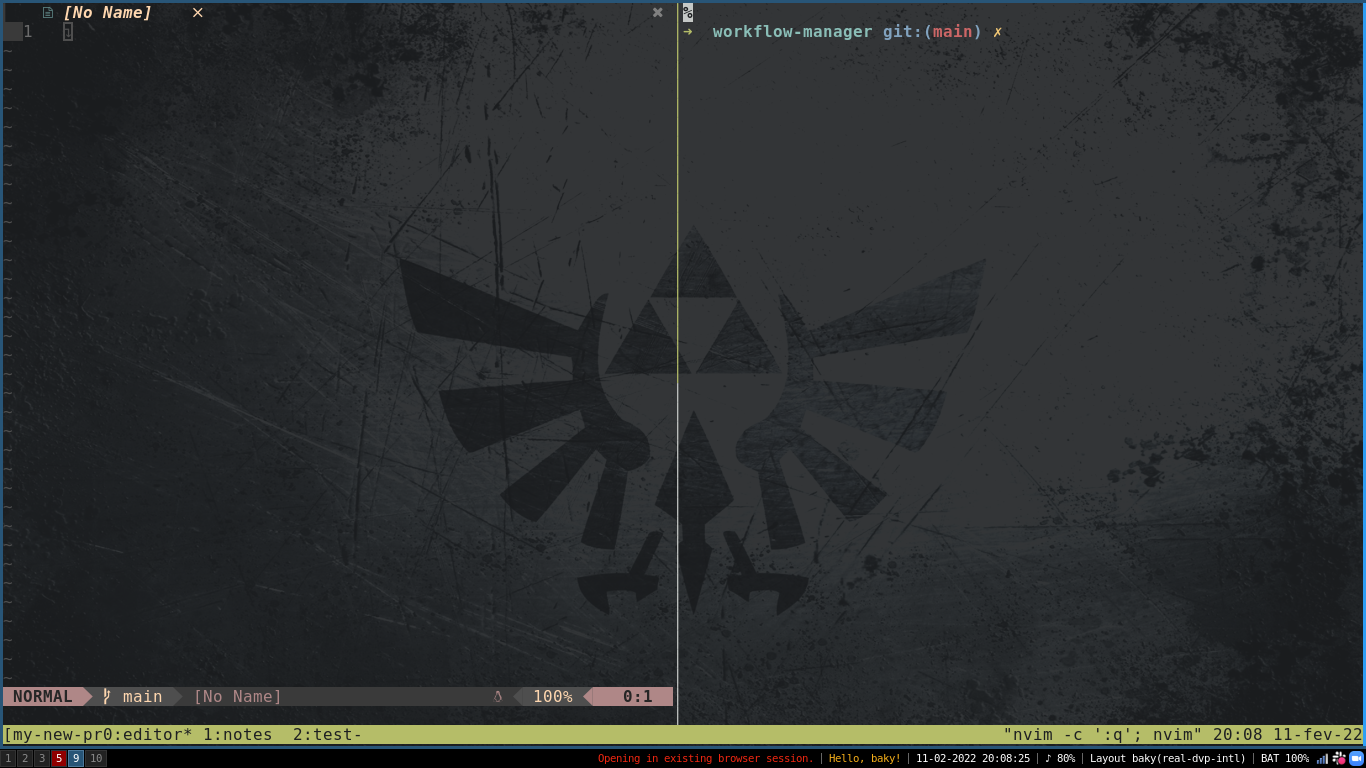 [No Name] ×
✖
1
NORMAL main [No Name] 100% 0:1
%
➜ workflow-manager git:(main) ✗
[my-new-pr0:editor* 1:notes 2:test- "nvim -c ':q'; nvim" 20:08 11-fev-22
1 2 3 5 9 10 Opening in existing browser session. | Hello, baky! | 11-02-2022 20:08:25 | ♪ 80% | Layout baky(real-dvp-intl) | BAT 100%